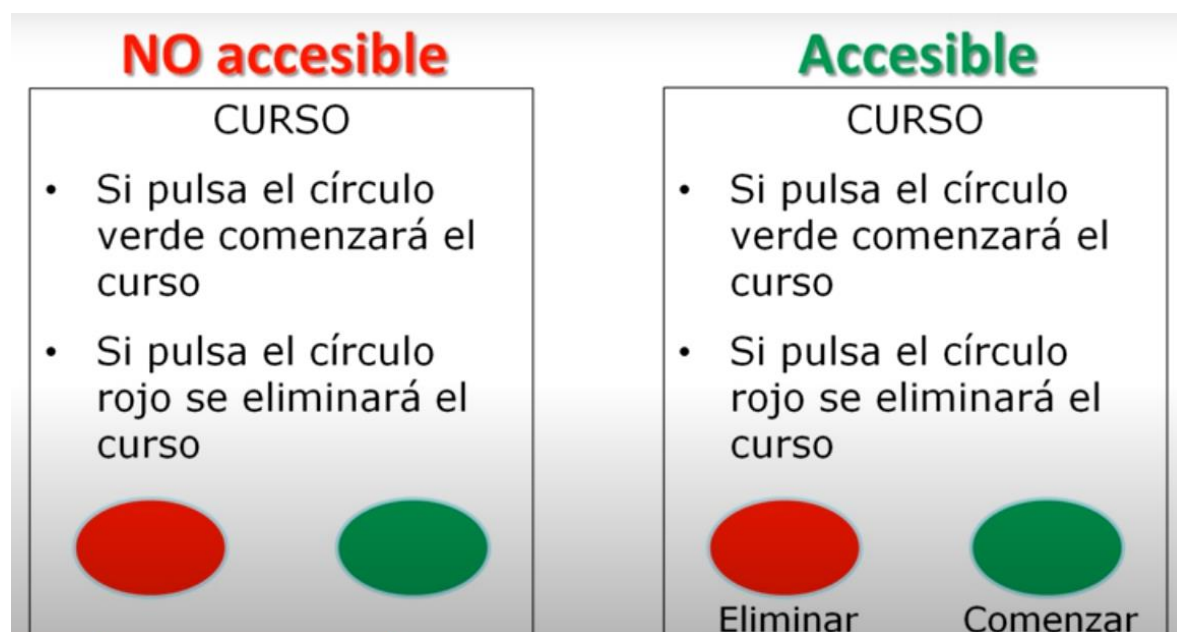 NO accesible
CURSO
• Si pulsa el círculo
verde comenzará el
curso
• Si pulsa el círculo
rojo se eliminará el
curso
Accesible
CURSO
• Si pulsa el círculo
verde comenzará el
curso
• Si pulsa el círculo
rojo se eliminará el
curso
Eliminar
Comenzar